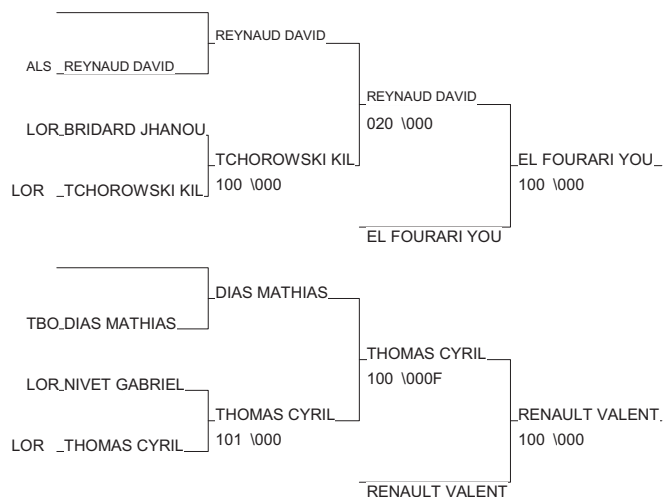 REYNAUD DAVID
ALS REYNAUD DAVID
REYNAUD DAVID
020 \000
LOR BRIDARD JHANOU
TCHOROWSKI KIL
100 \000
EL FOURARI YOU
100 \000
LOR TCHOROWSKI KIL
EL FOURARI YOU
DIAS MATHIAS
TBO DIAS MATHIAS
THOMAS CYRIL
100 \000F
LOR NIVET GABRIEL
THOMAS CYRIL
101 \000
RENAULT VALENT
100 \000
LOR THOMAS CYRIL
RENAULT VALENT